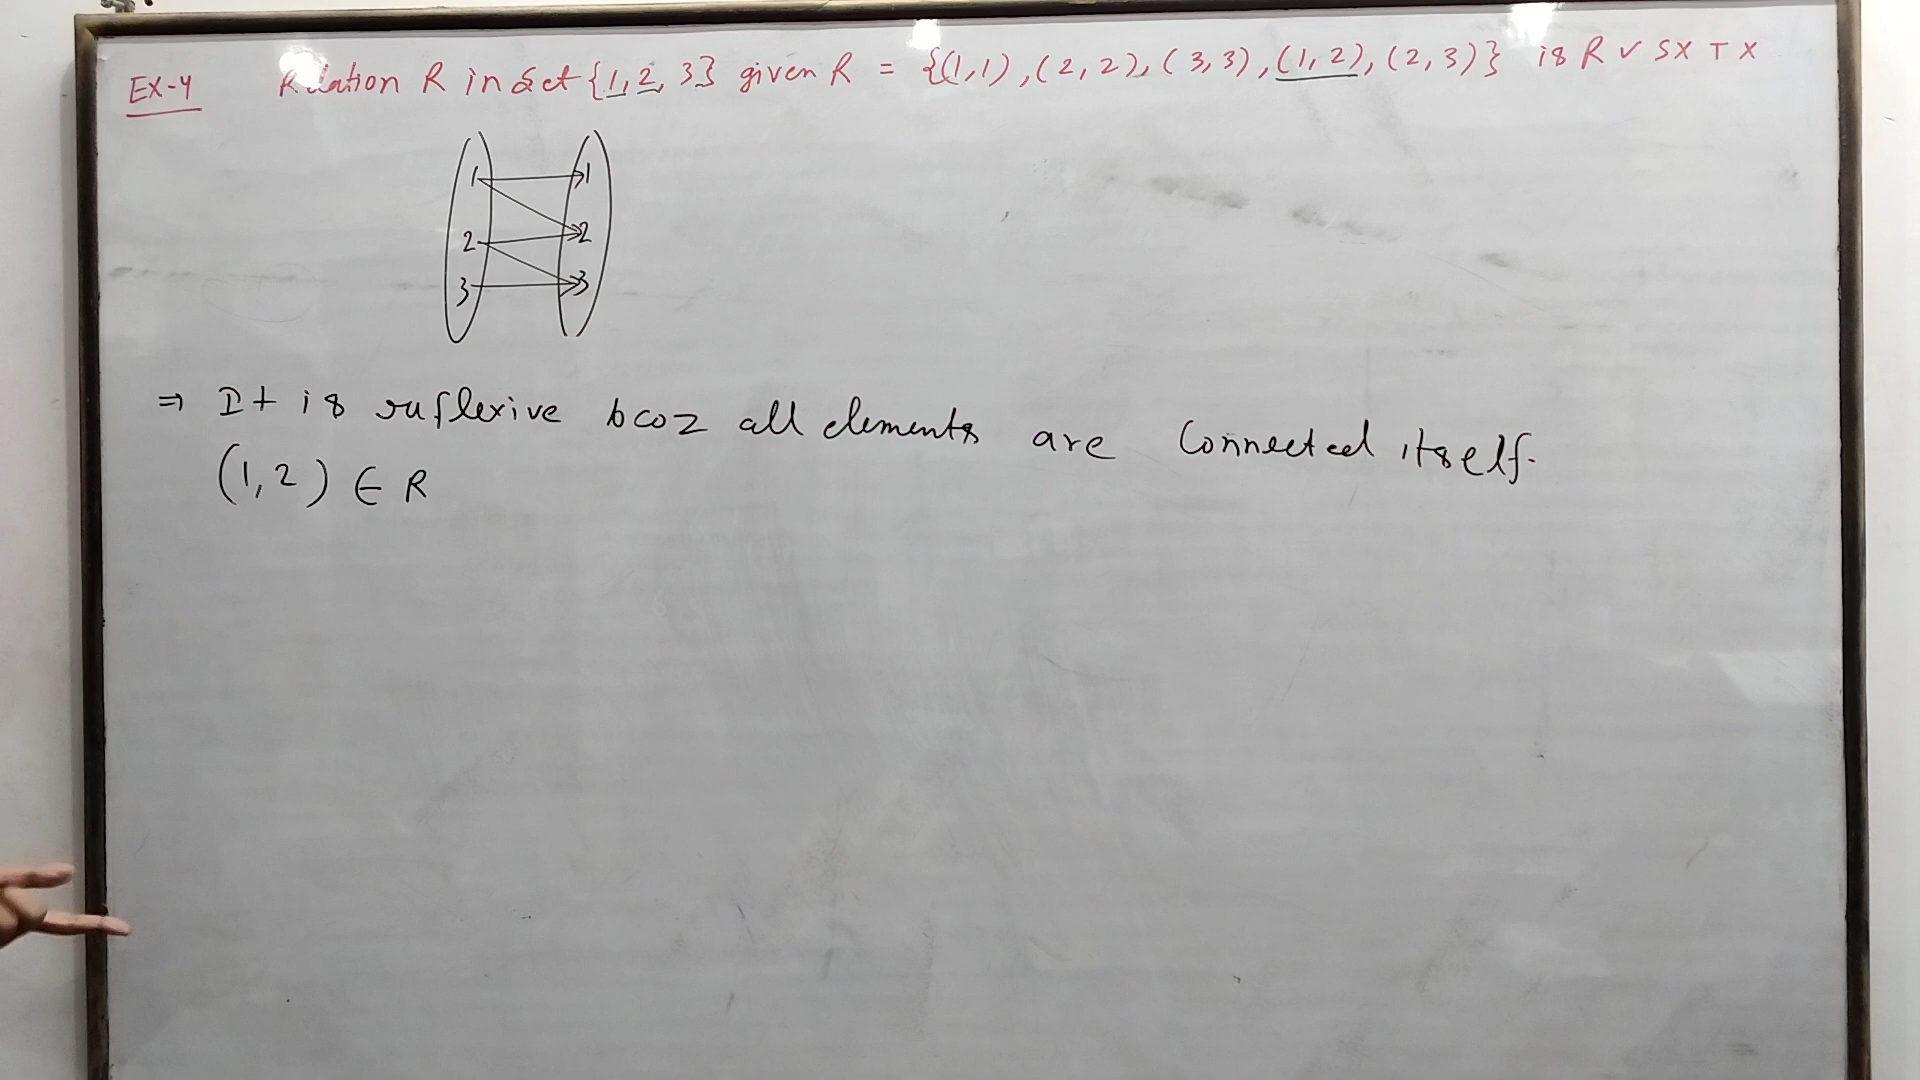 EX-4 Relation R in Set {1, 2, 3} given R = {(1,1), (2, 2), (3, 3), (1, 2), (2, 3)} is R ✓ S X T X
1 1
2 2
3 3
⇒ It is reflexive bcoz all elements are Connected itself.
(1, 2) ∈ R